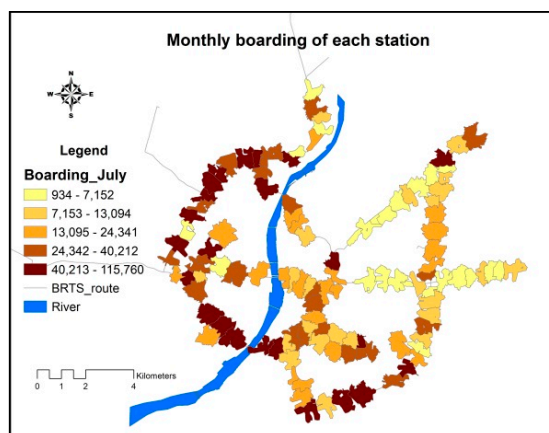 Monthly boarding of each station
N
W E
S
Legend
Boarding_July
934 - 7,152
7,153 - 13,094
13,095 - 24,341
24,342 - 40,212
40,213 - 115,760
BRTS_route
River
0 1 2 4
Kilometers